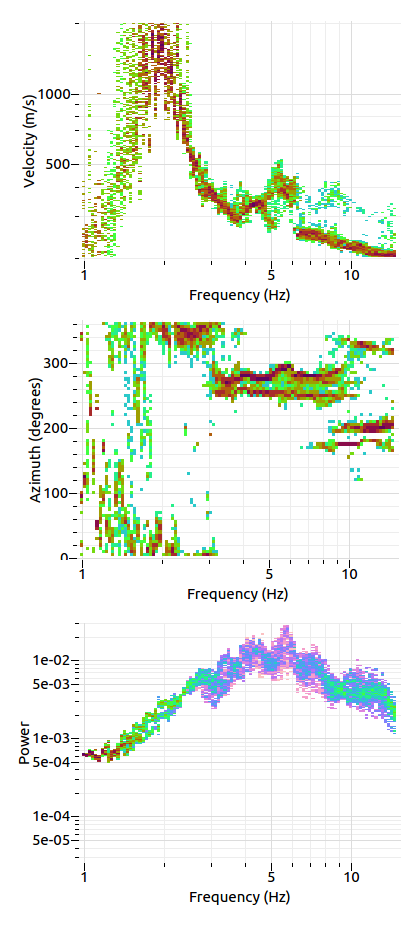 Velocity (m/s)
1000
500
1
5
10
Frequency (Hz)
Azimuth (degrees)
300
200
100
0
1
5
10
Frequency (Hz)
Power
1e-02
5e-03
1e-03
5e-04
1e-04
5e-05
1
5
10
Frequency (Hz)